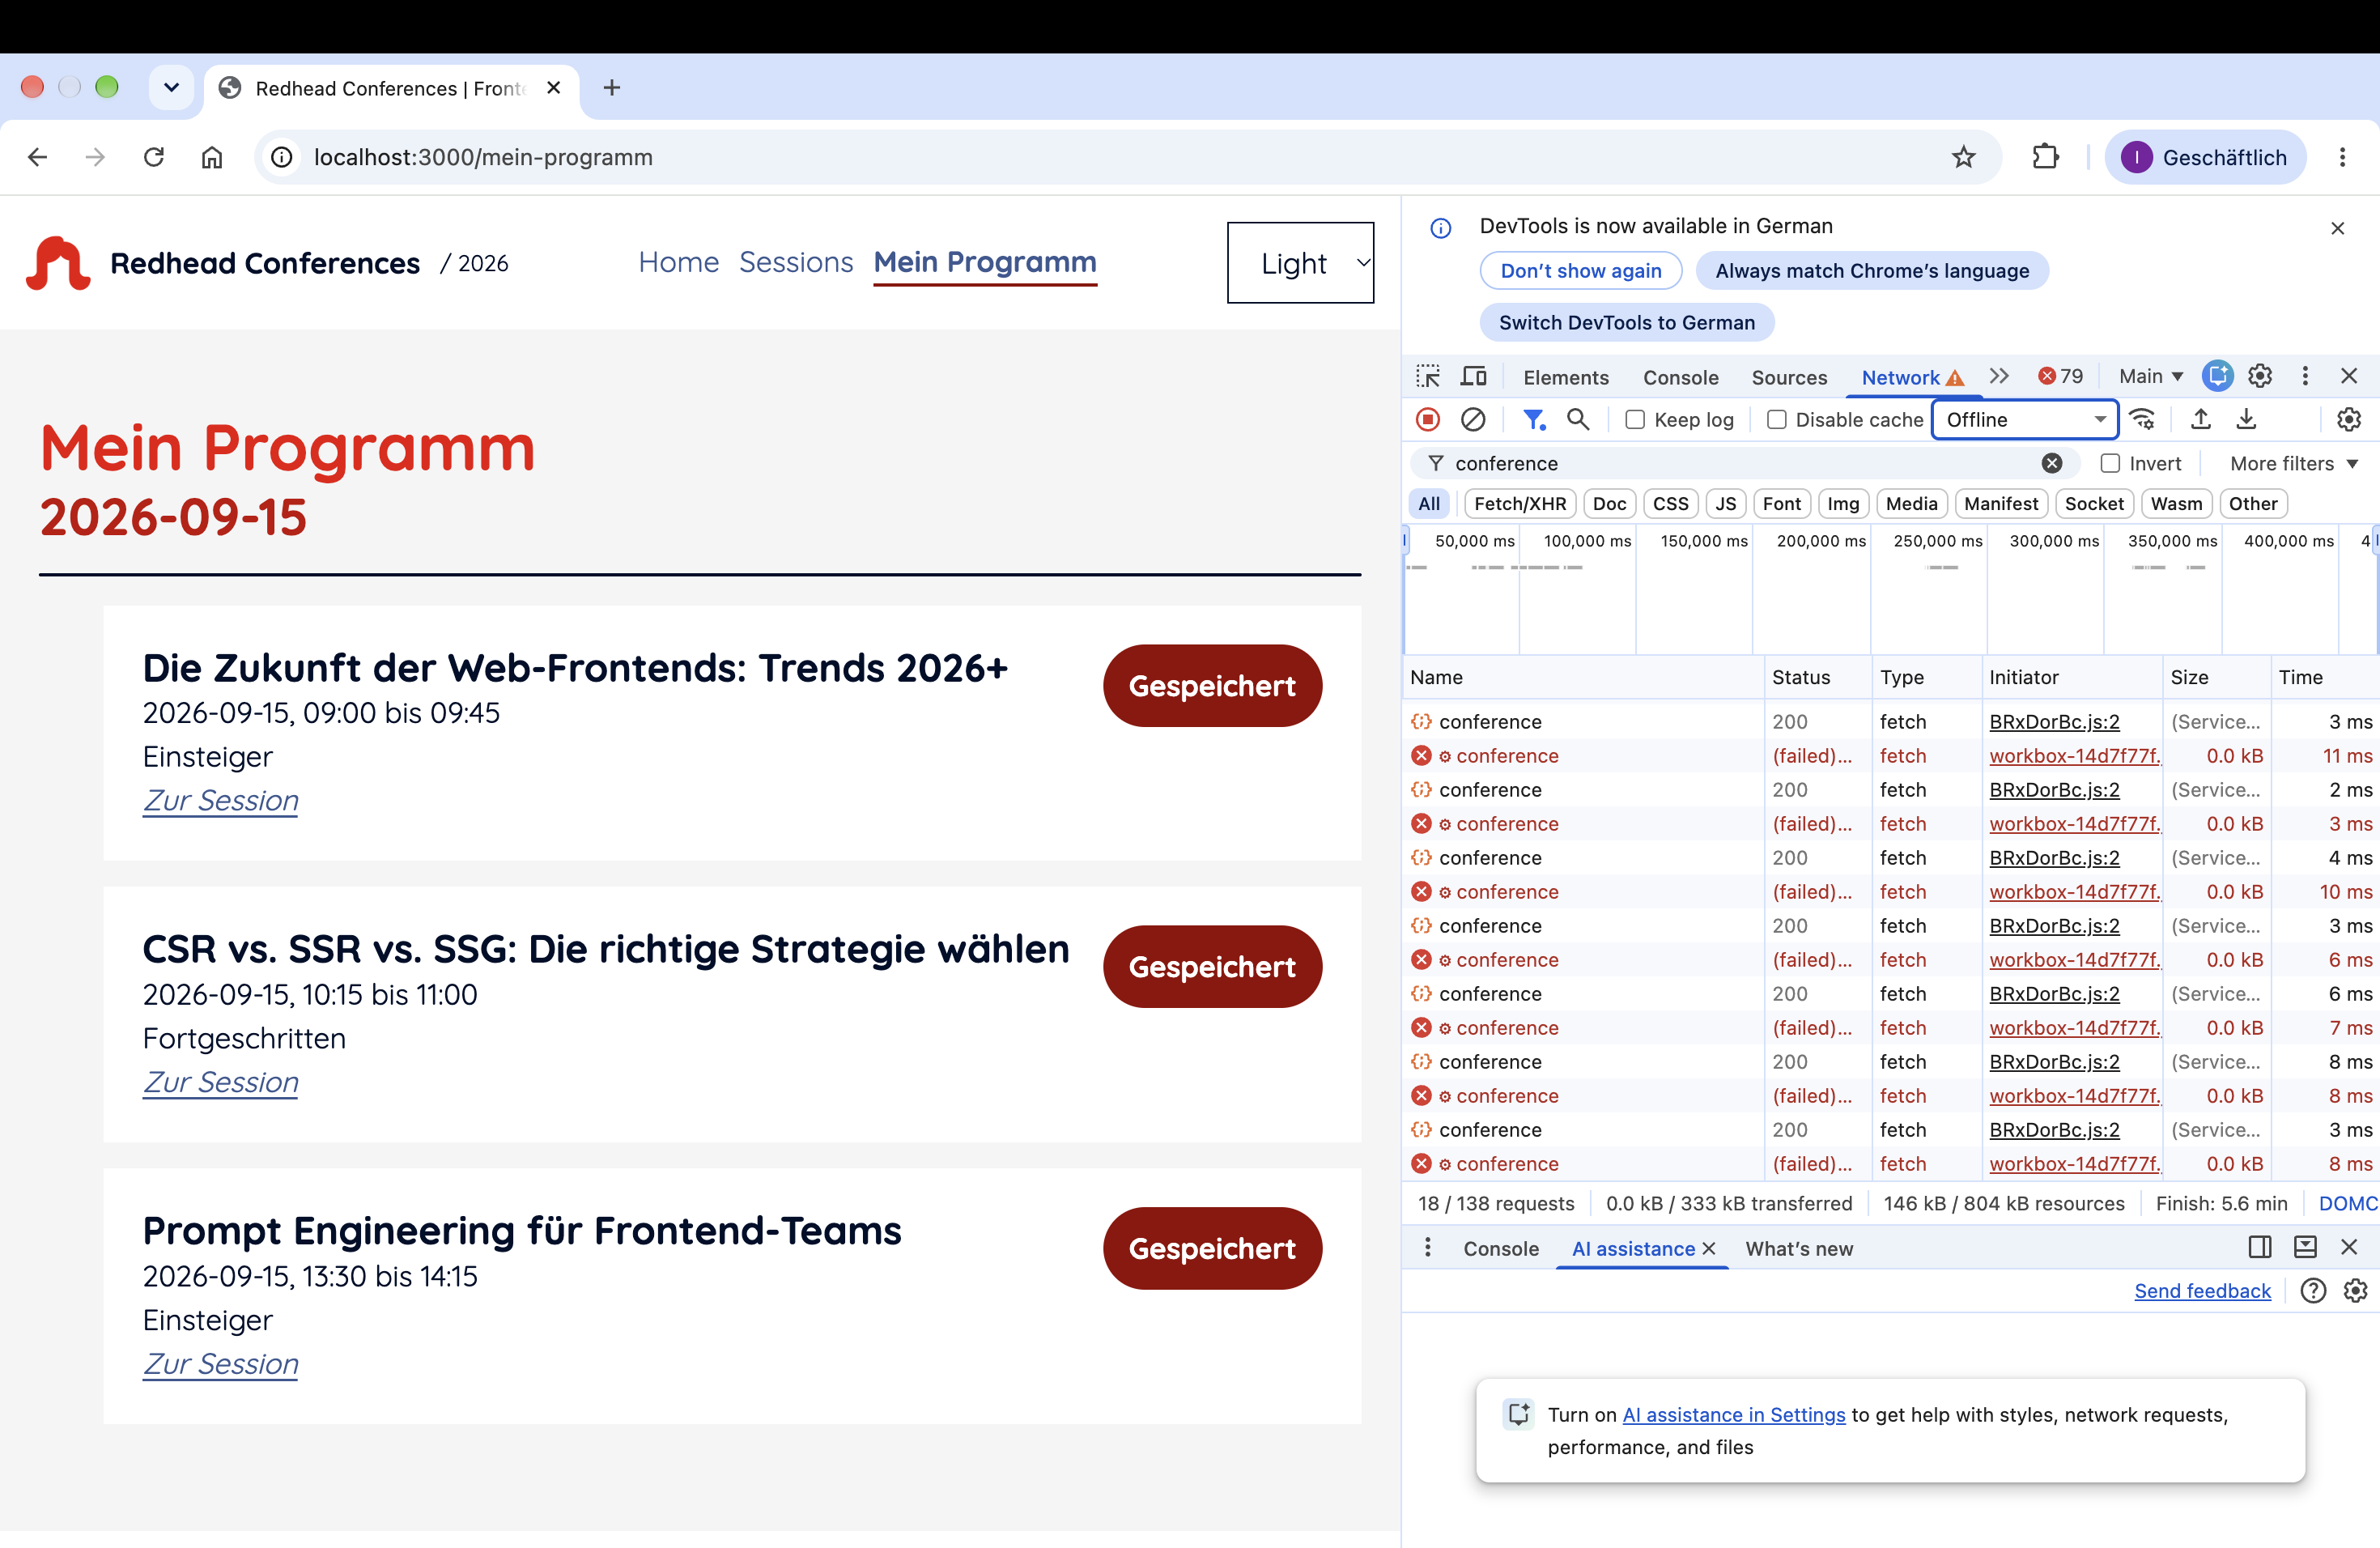 Redhead Conferences | Fronte
localhost:3000/mein-programm
I Geschäftlich
Redhead Conferences / 2026
Home Sessions Mein Programm
Light
Mein Programm
2026-09-15
Die Zukunft der Web-Frontends: Trends 2026+
2026-09-15, 09:00 bis 09:45
Einsteiger
Zur Session
Gespeichert
CSR vs. SSR vs. SSG: Die richtige Strategie wählen
2026-09-15, 10:15 bis 11:00
Fortgeschritten
Zur Session
Gespeichert
Prompt Engineering für Frontend-Teams
2026-09-15, 13:30 bis 14:15
Einsteiger
Zur Session
Gespeichert
DevTools is now available in German
Don't show again Always match Chrome's language
Switch DevTools to German
Elements Console Sources Network 79 Main
Keep log Disable cache Offline
conference Invert More filters
All Fetch/XHR Doc CSS JS Font Img Media Manifest Socket Wasm Other
50,000 ms 100,000 ms 150,000 ms 200,000 ms 250,000 ms 300,000 ms 350,000 ms 400,000 ms 4
Name Status Type Initiator Size Time
conference 200 fetch BRxDorBc.js:2 (Service... 3 ms
conference (failed)... fetch workbox-14d7f77f. 0.0 kB 11 ms
conference 200 fetch BRxDorBc.js:2 (Service... 2 ms
conference (failed)... fetch workbox-14d7f77f. 0.0 kB 3 ms
conference 200 fetch BRxDorBc.js:2 (Service... 4 ms
conference (failed)... fetch workbox-14d7f77f. 0.0 kB 10 ms
conference 200 fetch BRxDorBc.js:2 (Service... 3 ms
conference (failed)... fetch workbox-14d7f77f. 0.0 kB 6 ms
conference 200 fetch BRxDorBc.js:2 (Service... 6 ms
conference (failed)... fetch workbox-14d7f77f. 0.0 kB 7 ms
conference 200 fetch BRxDorBc.js:2 (Service... 8 ms
conference (failed)... fetch workbox-14d7f77f. 0.0 kB 8 ms
conference 200 fetch BRxDorBc.js:2 (Service... 3 ms
conference (failed)... fetch workbox-14d7f77f. 0.0 kB 8 ms
18 / 138 requests 0.0 kB / 333 kB transferred 146 kB / 804 kB resources Finish: 5.6 min DOMC
Console AI assistance What's new
Send feedback
Turn on AI assistance in Settings to get help with styles, network requests,
performance, and files